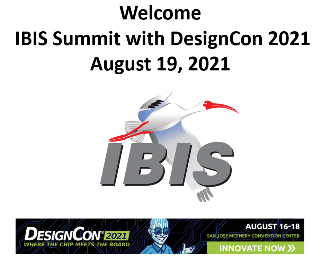 Welcome
IBIS Summit with DesignCon 2021
August 19, 2021
IBIS
DESIGNCON 2021
WHERE THE CHIP MEETS THE BOARD
AUGUST 16-18
SAN JOSE MCENERY CONVENTION CENTER
INNOVATE NOW